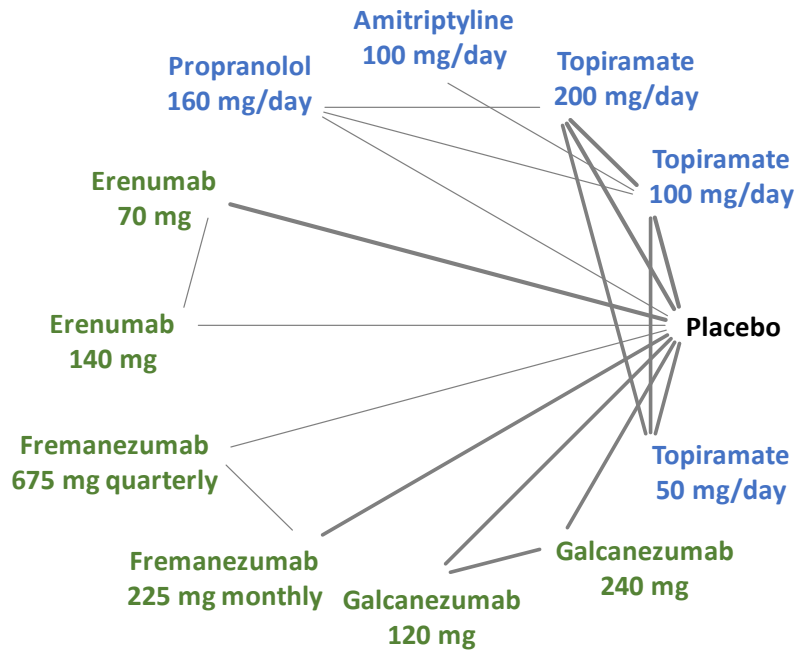 Amitriptyline
100 mg/day
Propranolol
160 mg/day
Topiramate
200 mg/day
Topiramate
100 mg/day
Erenumab
70 mg
Placebo
Erenumab
140 mg
Fremanezumab
675 mg quarterly
Topiramate
50 mg/day
Galcanezumab
240 mg
Fremanezumab
225 mg monthly
Galcanezumab
120 mg